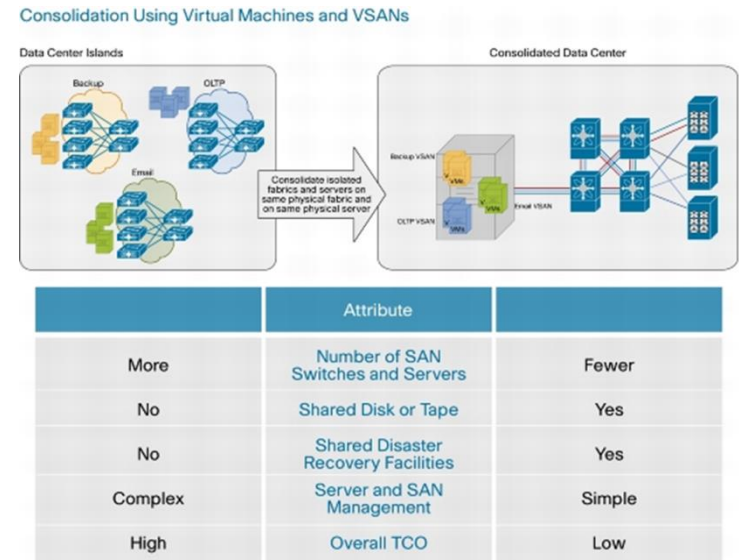 Consolidation Using Virtual Machines and VSANs
Data Center Islands
Consolidated Data Center
Backup
OLTP
Email
Consolidate isolated
fabrics and servers on
same physical fabric and
on same physical server
Backup VSAN
VMs
VMs
Email VSAN
OLTP VSAN
VMs
Attribute
More
Number of SAN
Switches and Servers
Fewer
No
Shared Disk or Tape
Yes
No
Shared Disaster
Recovery Facilities
Yes
Complex
Server and SAN
Management
Simple
High
Overall TCO
Low